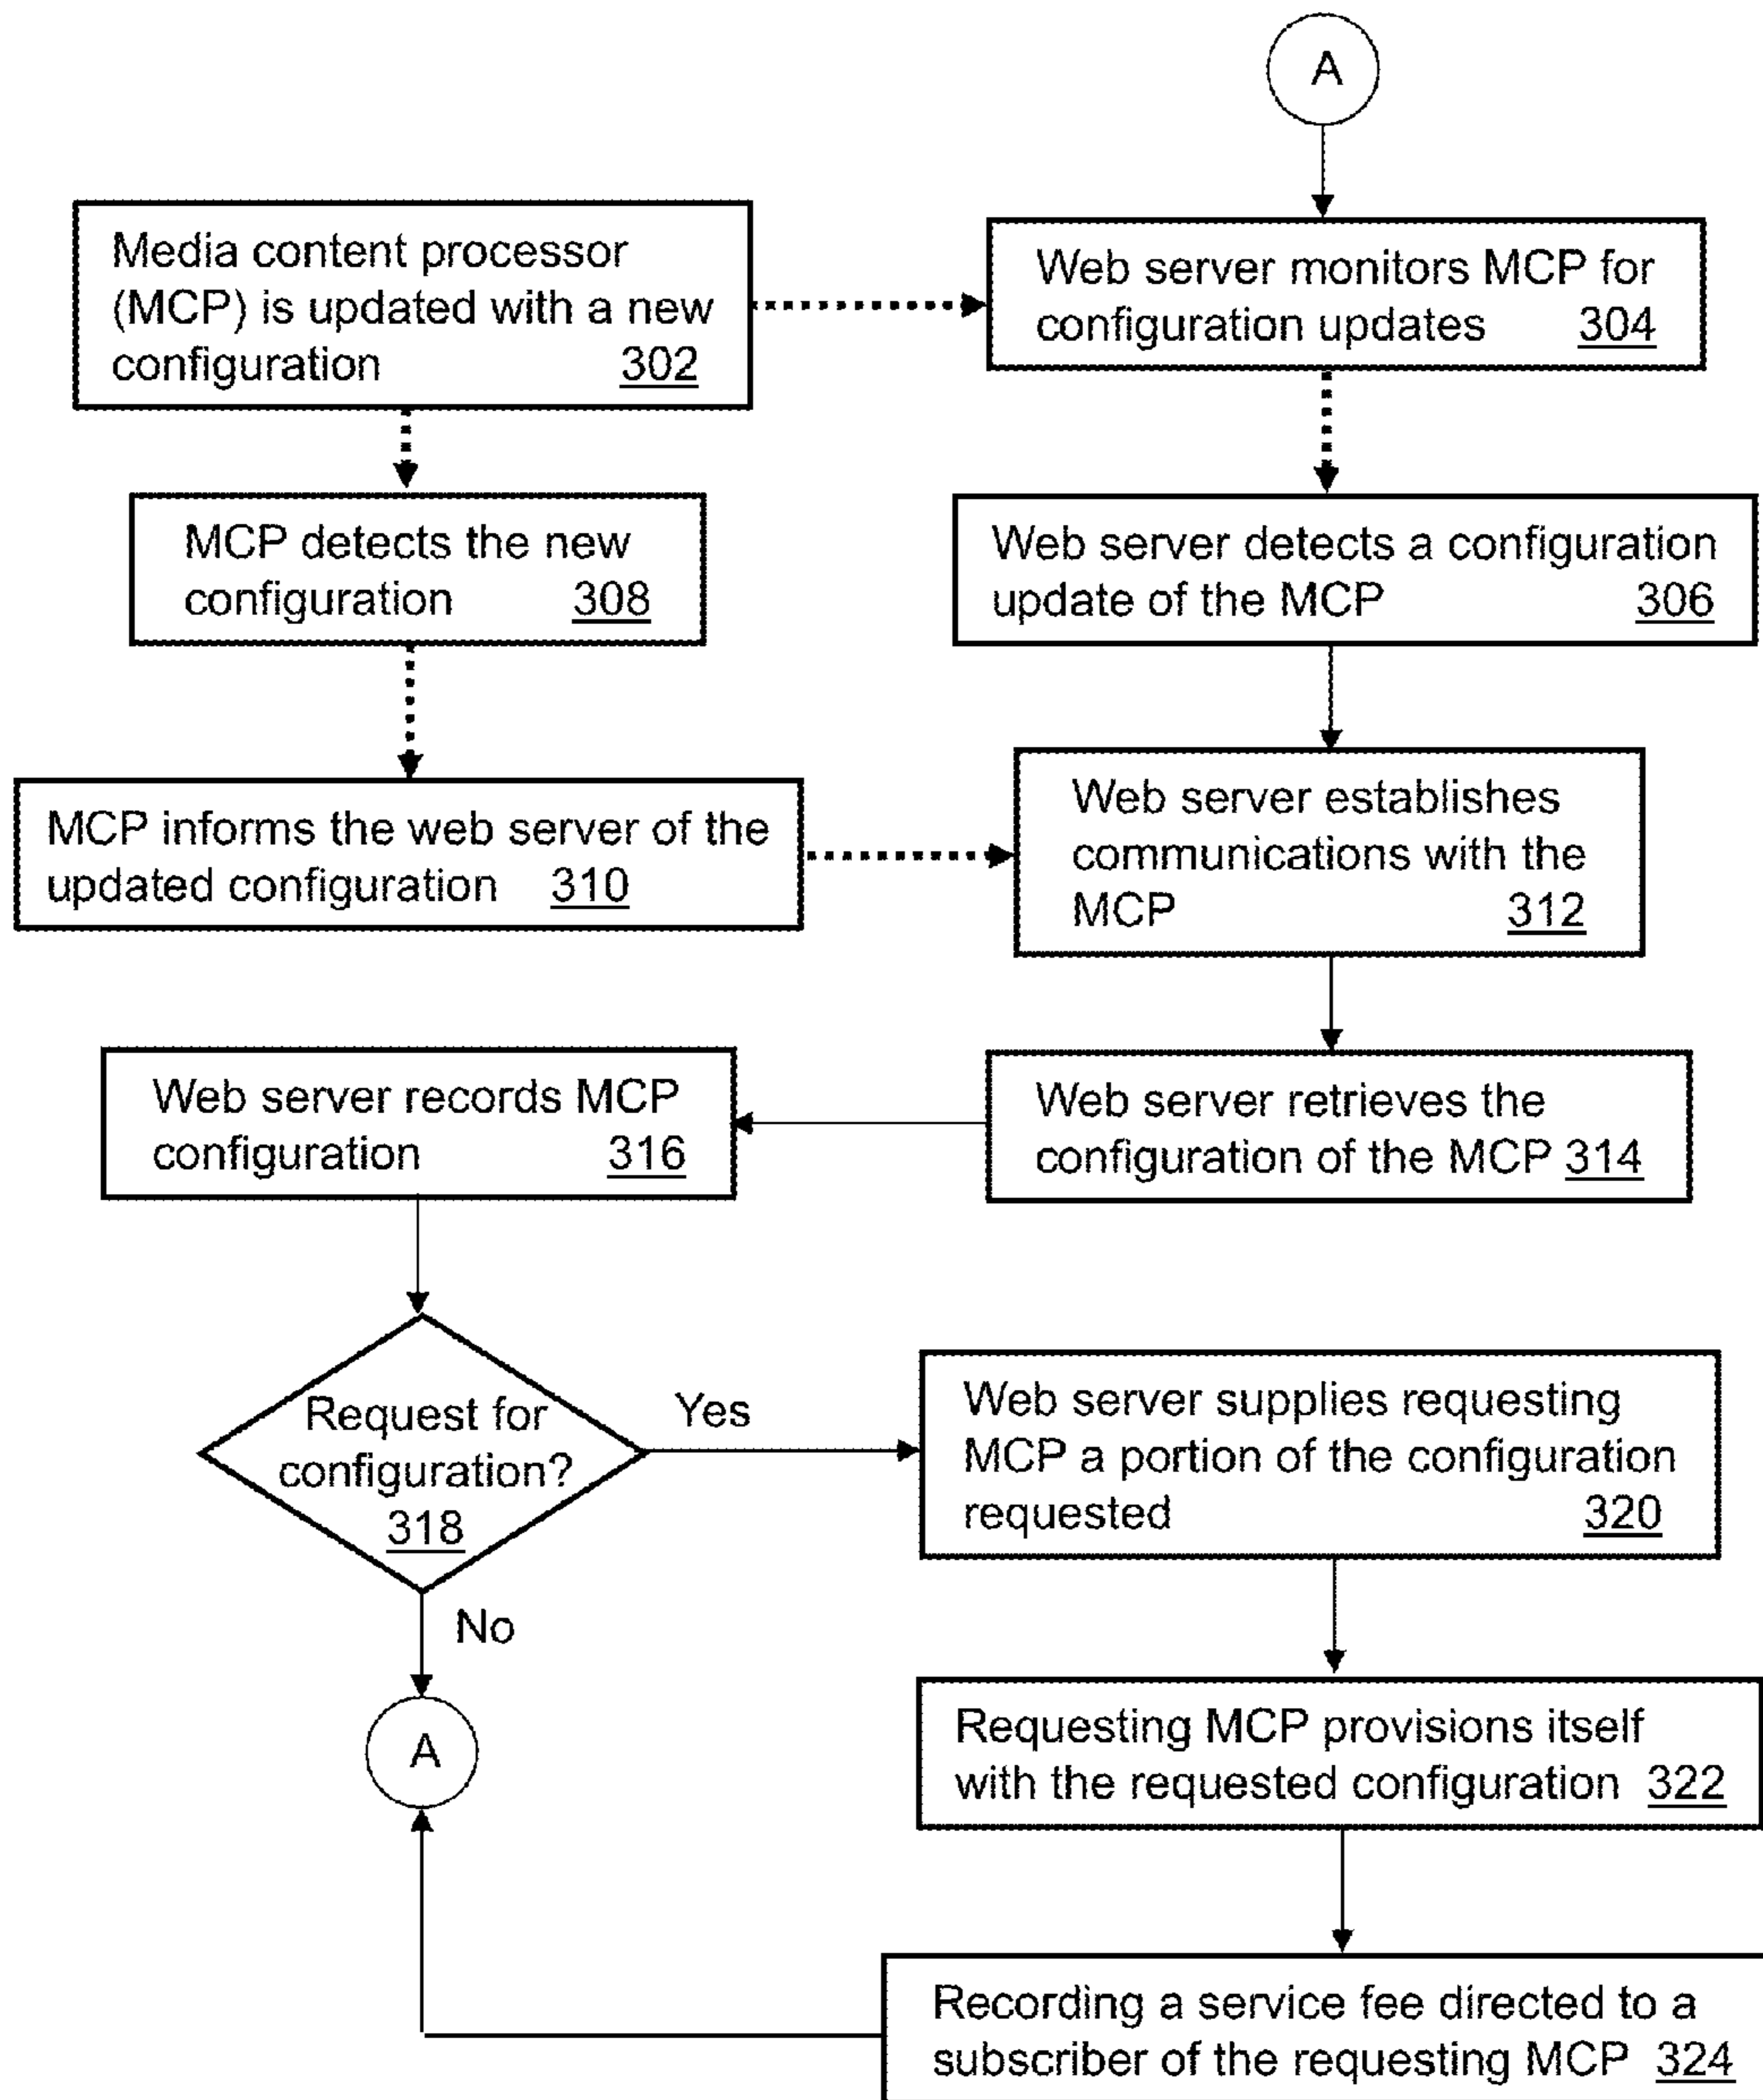 A
Media content processor
(MCP) is updated with a new
configuration 302
Web server monitors MCP for
configuration updates 304
MCP detects the new
configuration 308
Web server detects a configuration
update of the MCP 306
MCP informs the web server of the
updated configuration 310
Web server establishes
communications with the
MCP 312
Web server records MCP
configuration 316
Web server retrieves the
configuration of the MCP 314
Request for
configuration?
318
Yes
No
Web server supplies requesting
MCP a portion of the configuration
requested 320
A
Requesting MCP provisions itself
with the requested configuration 322
Recording a service fee directed to a
subscriber of the requesting MCP 324